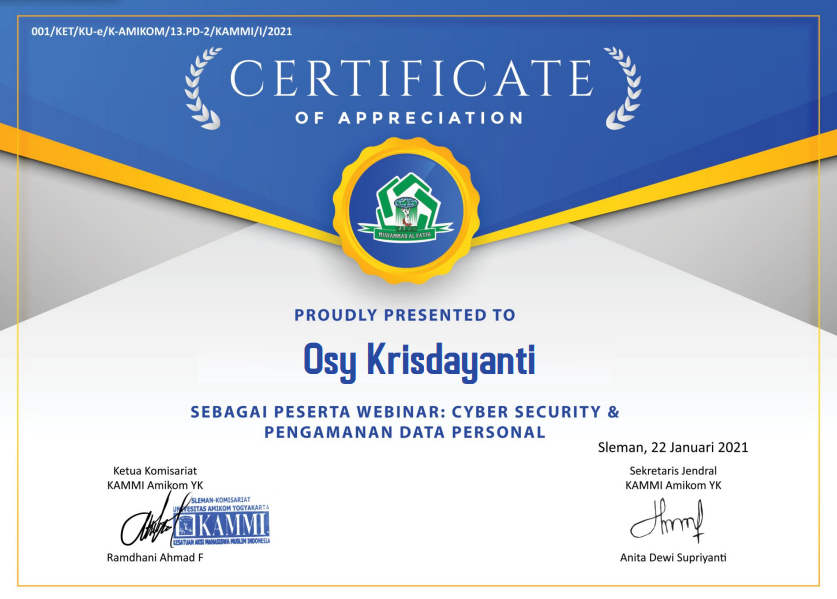 001/KET/KU-e/K-AMIKOM/13.PD-2/KAMMI/I/2021
CERTIFICATE
OF APPRECIATION
MUHAMMAD AL FATIH
PROUDLY PRESENTED TO
Osy Krisdayanti
SEBAGAI PESERTA WEBINAR: CYBER SECURITY &
PENGAMANAN DATA PERSONAL
Sleman, 22 Januari 2021
Ketua Komisariat
KAMMI Amikom YK
SLEMAN-KOMISARIAT
UNIVERSITAS AMIKOM YOGYAKARTA
KAMMI
KESATUAN AKSI MAHASISWA MUSLIM INDONESIA
Ramdhani Ahmad F
Sekretaris Jendral
KAMMI Amikom YK
Anita Dewi Supriyanti